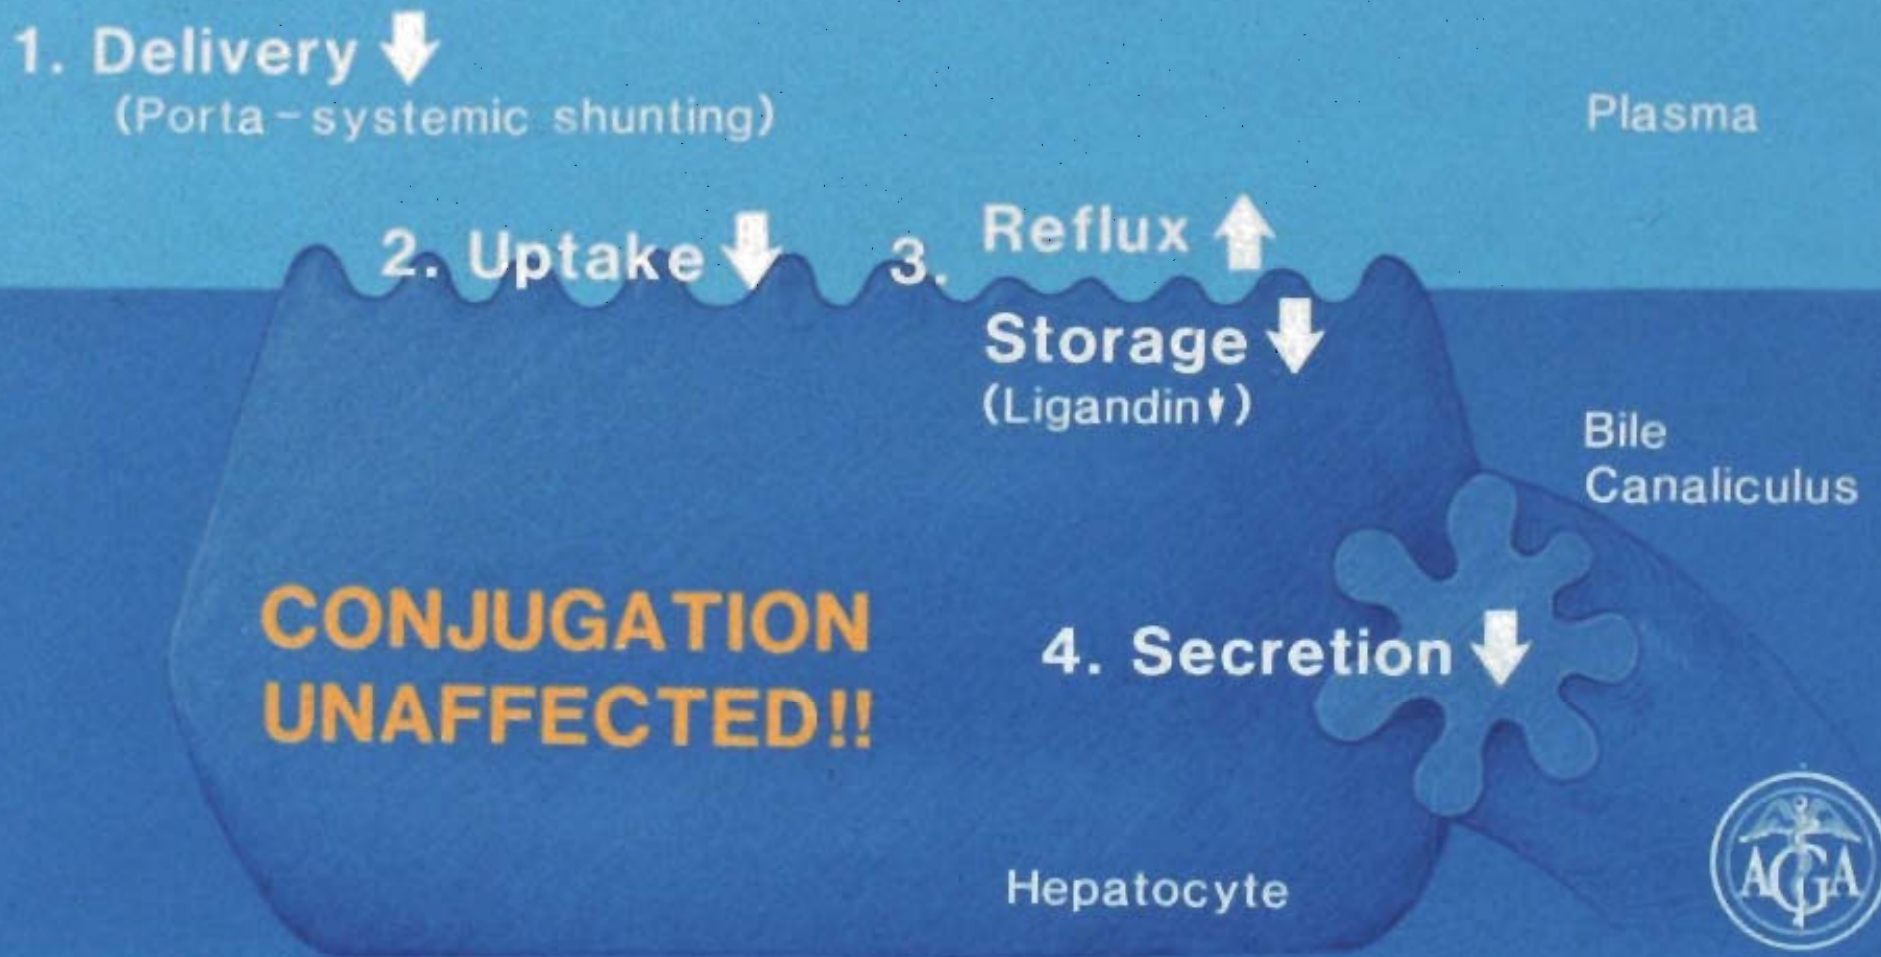 1. Delivery ⬇
(Porta-systemic shunting)
Plasma
2. Uptake ⬇
3. Reflux ⬆
Storage ⬇
(Ligandin⬇)
Bile
Canaliculus
CONJUGATION
UNAFFECTED!!
4. Secretion ⬇
Hepatocyte
AGA